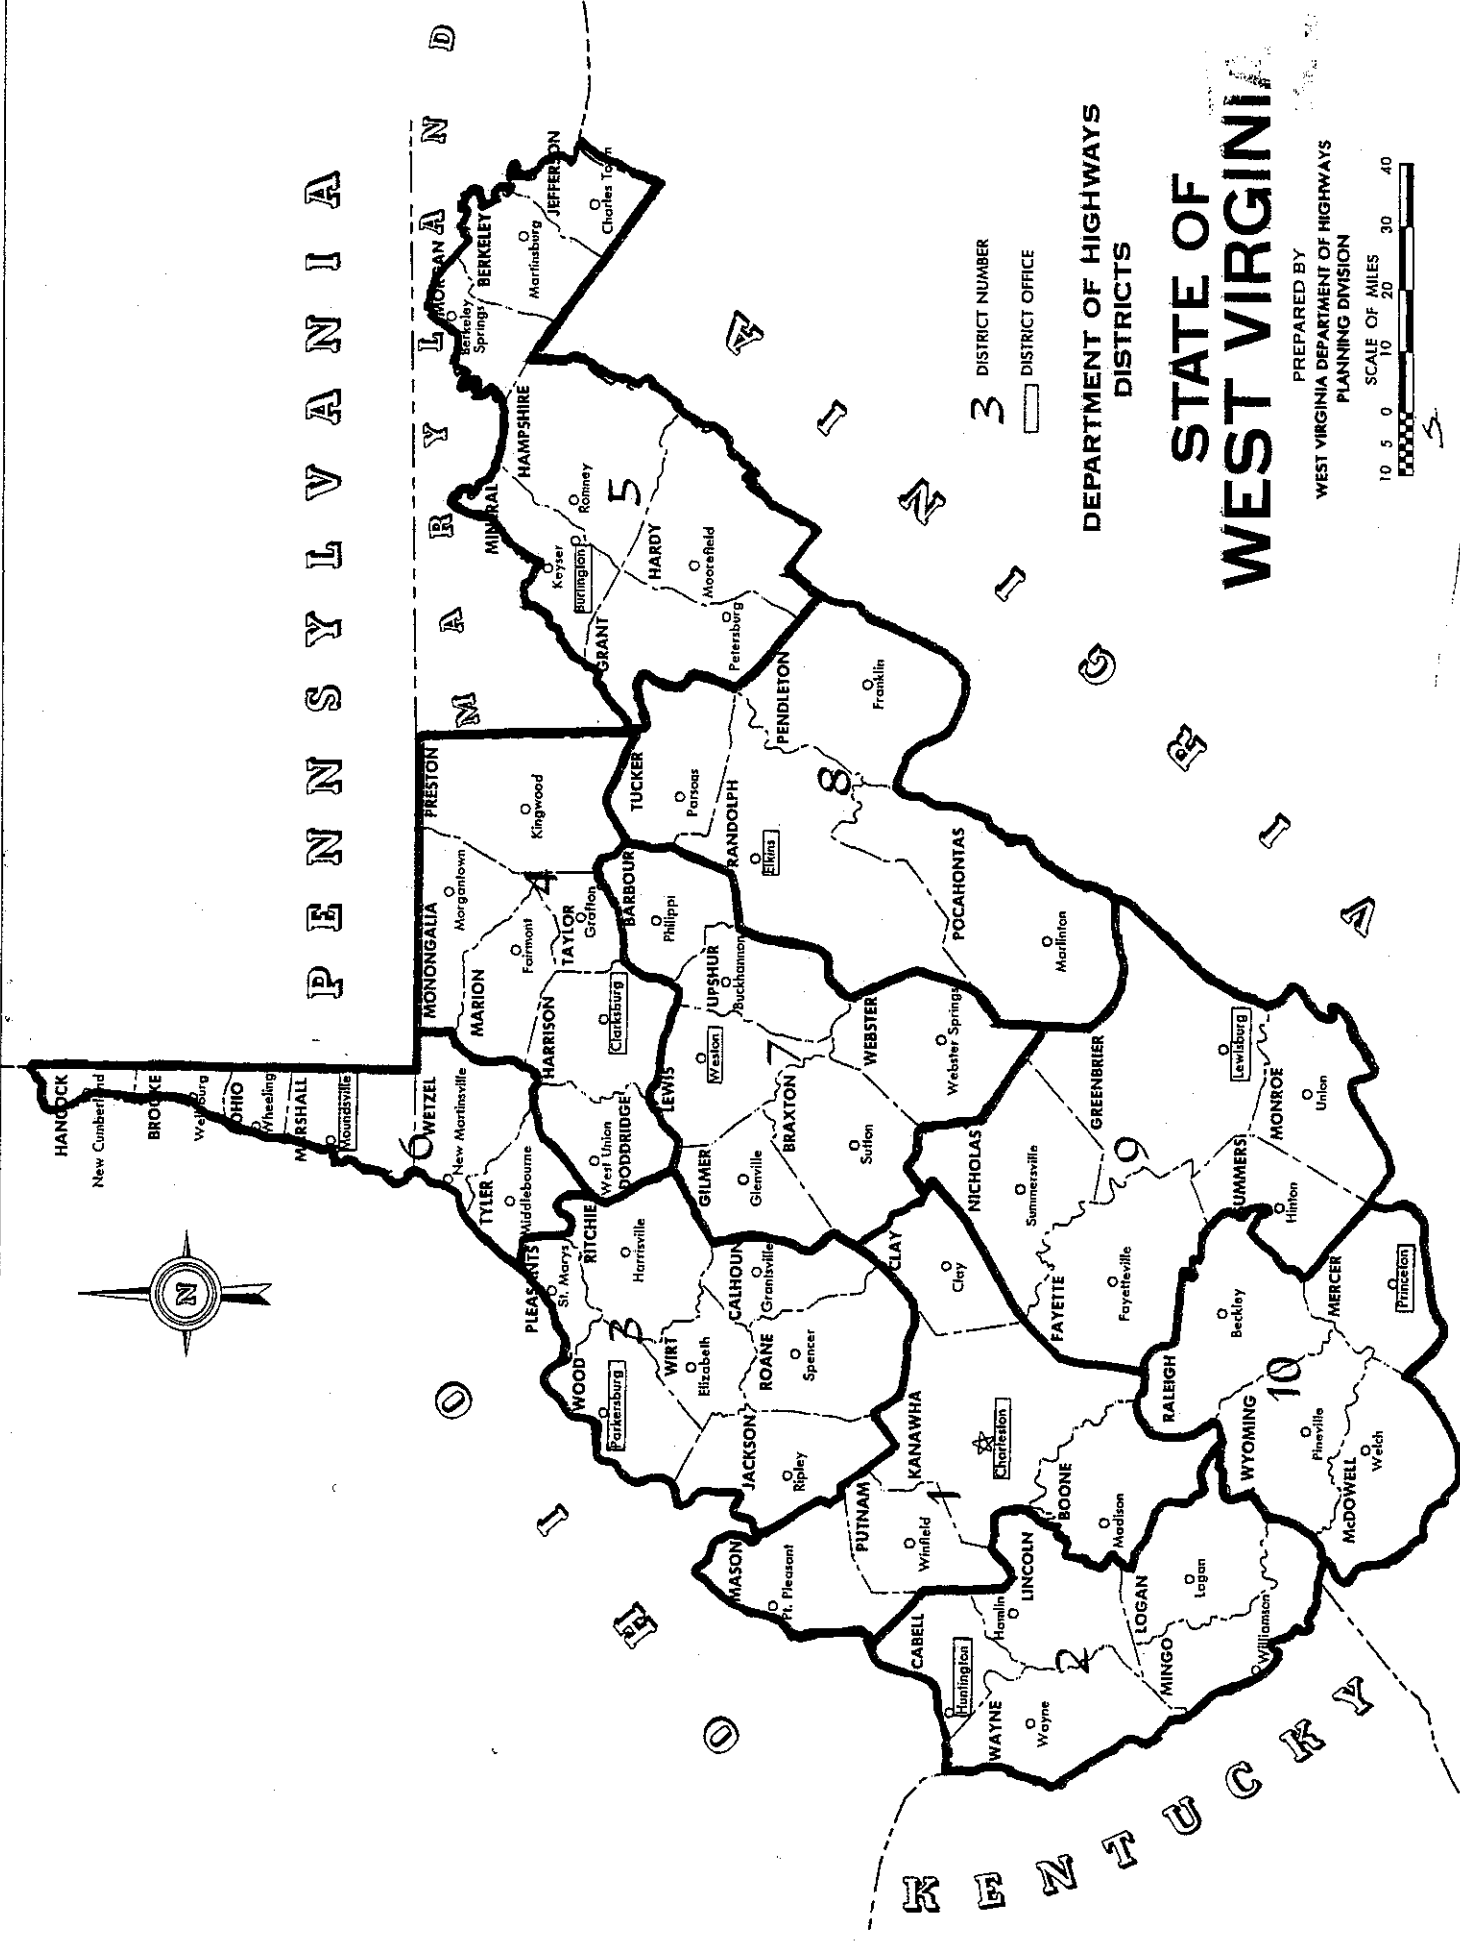 PENNSYLVANIA
MARYLAND
VIRGINIA
OHIO
KENTUCKY
N
HANCOCK
New Cumberland
BROOKE
Wellsburg
OHIO
Wheeling
MARSHALL
Moundsville
6
WETZEL
New Martinsville
TYLER
Middlebourne
PLEASANTS
St. Marys
RITCHIE
Harrisville
WOOD
Parkersburg
3
WIRT
Elizabeth
CALHOUN
Grantsville
ROANE
Spencer
JACKSON
Ripley
MONONGALIA
Morgantown
PRESTON
Kingwood
MARION
Fairmont
4
TAYLOR
Grafton
HARRISON
Clarksburg
DODDRIDGE
West Union
BARBOUR
Philippi
UPSHUR
Buckhannon
LEWIS
Weston
7
GILMER
Glenville
BRAXTON
Sutton
WEBSTER
Webster Springs
TUCKER
Parsons
RANDOLPH
Elkins
8
PENDLETON
Franklin
POCAHONTAS
Marlinton
MORGAN
Berkeley
Springs
BERKELEY
Martinsburg
JEFFERSON
Charles Town
HAMPSHIRE
Romney
MINERAL
Keyser
Burlington
5
HARDY
Moorefield
GRANT
Petersburg
MASON
Pt. Pleasant
PUTNAM
Winfield
1
KANAWHA
Charleston
CLAY
Clay
BOONE
Madison
CABELL
Huntington
WAYNE
Wayne
LINCOLN
Hamlin
2
LOGAN
Logan
MINGO
Williamson
NICHOLAS
Summersville
FAYETTE
Fayetteville
9
GREENBRIER
Lewisburg
SUMMERS
Hinton
MONROE
Union
RALEIGH
Beckley
WYOMING
Pineville
10
McDOWELL
Welch
MERCER
Princeton
3 DISTRICT NUMBER
DISTRICT OFFICE
DEPARTMENT OF HIGHWAYS
DISTRICTS
STATE OF
WEST VIRGINIA
PREPARED BY
WEST VIRGINIA DEPARTMENT OF HIGHWAYS
PLANNING DIVISION
SCALE OF MILES
10 5 0 10 20 30 40
5